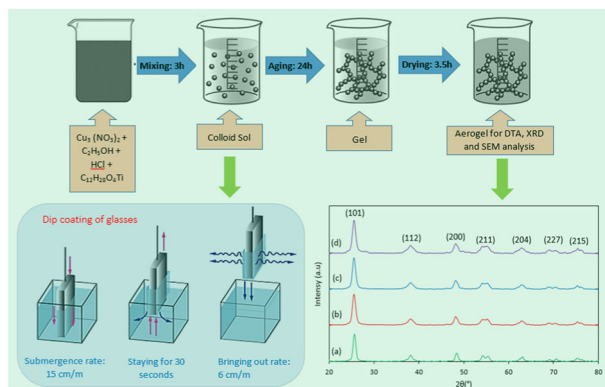 Mixing: 3h
Aging: 24h
Drying: 3.5h
Cu₃ (NO₃)₂ +
C₂H₅OH +
HCl +
C₁₂H₂₈O₄Ti
Colloid Sol
Gel
Aerogel for DTA, XRD
and SEM analysis
Dip coating of glasses
Submergence rate:
15 cm/m
Staying for 30
seconds
Bringing out rate:
6 cm/m
Intensy (a.u)
(101)
(112)
(200)
(211)
(204)
(227)
(215)
(d)
(c)
(b)
(a)
20 30 40 50 60 70 80
2θ(°)